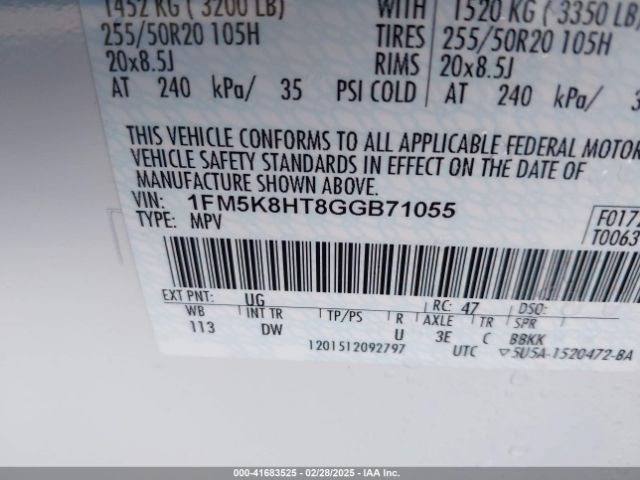 1452 KG ( 3200 LB) WITH 1520 KG ( 3350 LB)
255/50R20 105H TIRES 255/50R20 105H
20x8.5J RIMS 20x8.5J
AT 240 kPa/ 35 PSI COLD AT 240 kPa/
THIS VEHICLE CONFORMS TO ALL APPLICABLE FEDERAL MOTOR
VEHICLE SAFETY STANDARDS IN EFFECT ON THE DATE OF
MANUFACTURE SHOWN ABOVE.
VIN: 1FM5K8HT8GGB71055
TYPE: MPV
F017
T0063
EXT PNT: UG RC: 47 DSO:
WB INT TR TP/PS R AXLE TR SPR
113 DW U 3E C BBKK
1201512092797 UTC ▽5U5A-1520472-BA
000-41683525 | 02/28/2025 | IAA Vehicle Records